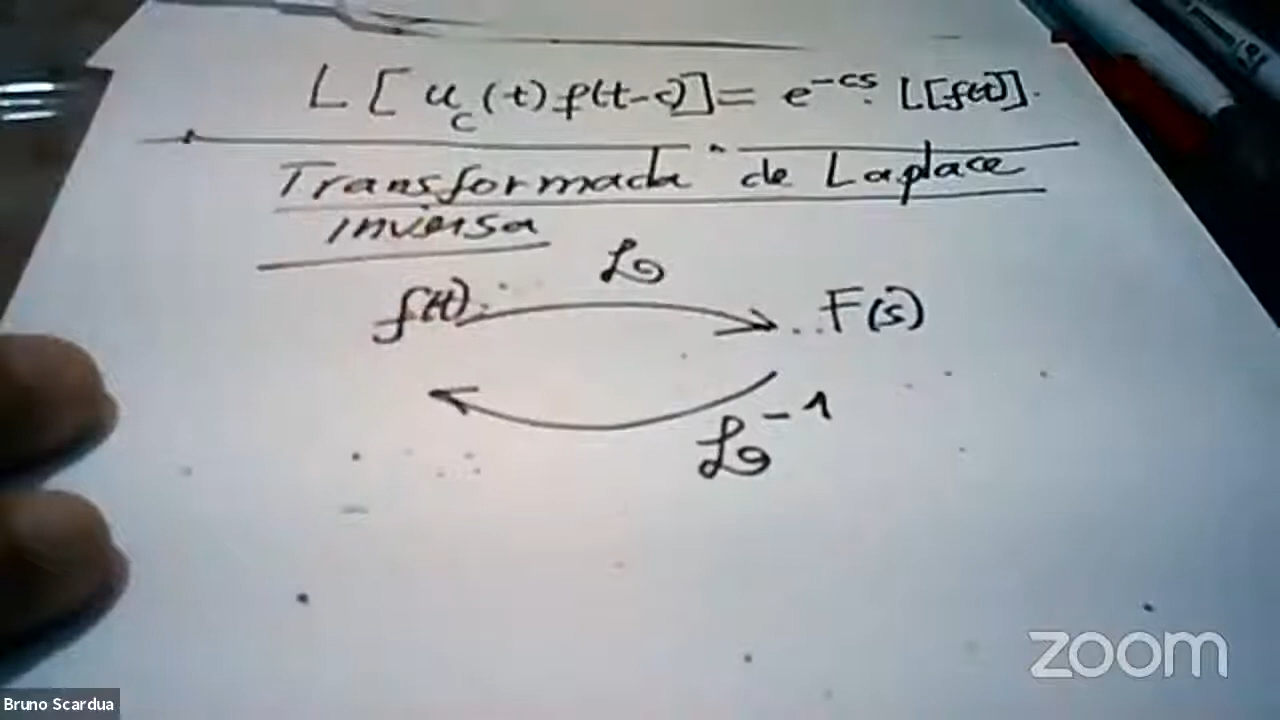 L[u_c(t) f(t-c)] = e^{-cs} . L[f(t)].
Transformada de Laplace
inversa
L
f(t) F(s)
L^{-1}
zoom
Bruno Scardua